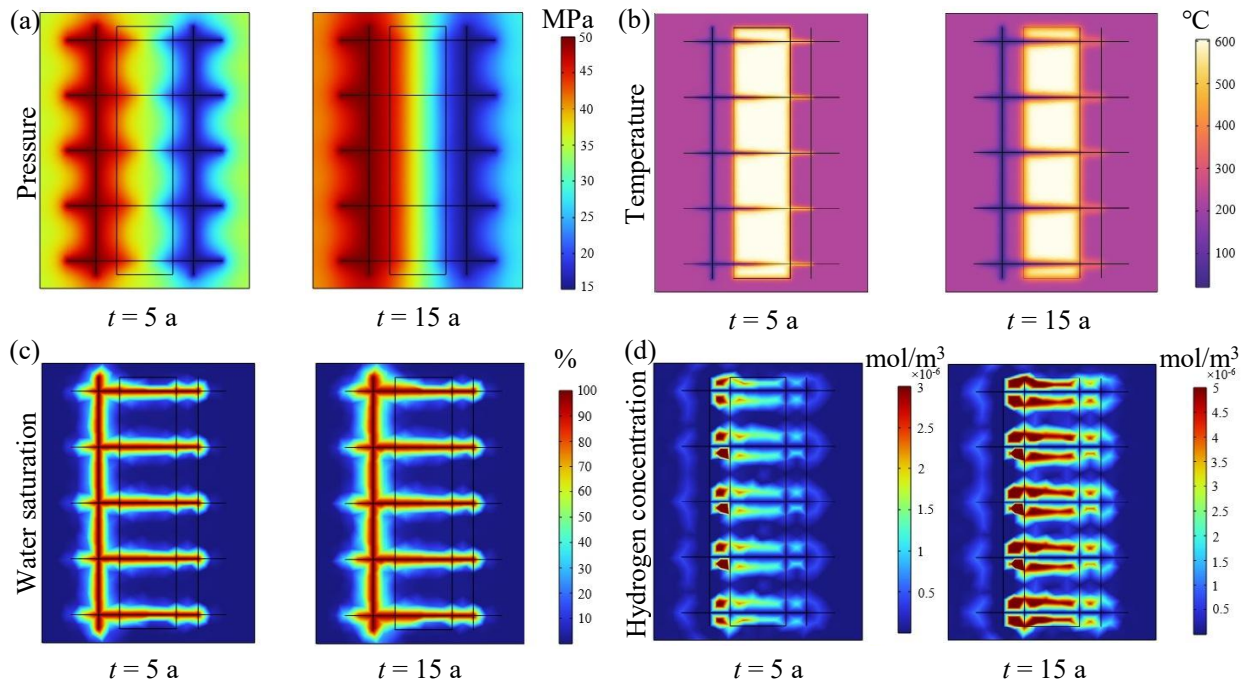 (a)
Pressure
t = 5 a
t = 15 a
MPa
50
45
40
35
30
25
20
15
(b)
Temperature
t = 5 a
t = 15 a
°C
600
500
400
300
200
100
(c)
Water saturation
t = 5 a
t = 15 a
%
100
90
80
70
60
50
40
30
20
10
(d)
Hydrogen concentration
t = 5 a
mol/m³
×10⁻⁶
3
2.5
2
1.5
1
0.5
t = 15 a
mol/m³
×10⁻⁶
5
4.5
4
3.5
3
2.5
2
1.5
1
0.5
0.0